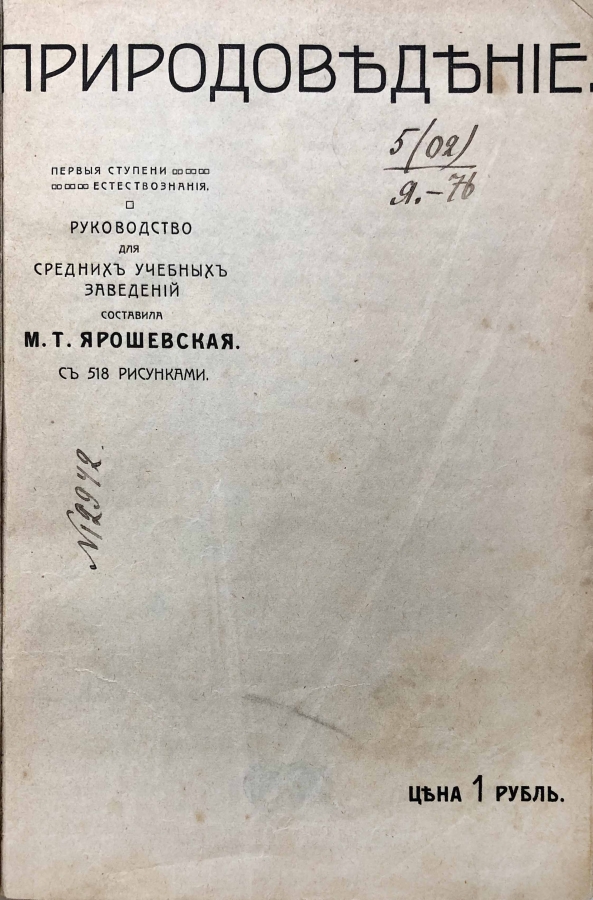 ПРИРОДОВѢДѢНІЕ.
5(02)
Я.-76
ПЕРВЫЯ СТУПЕНИ
ЕСТЕСТВОЗНАНІЯ.
РУКОВОДСТВО
ДЛЯ
СРЕДНИХЪ УЧЕБНЫХЪ
ЗАВЕДЕНІЙ
СОСТАВИЛА
М. Т. ЯРОШЕВСКАЯ.
СЪ 518 РИСУНКАМИ.
№2942.
ЦѢНА 1 РУБЛЬ.